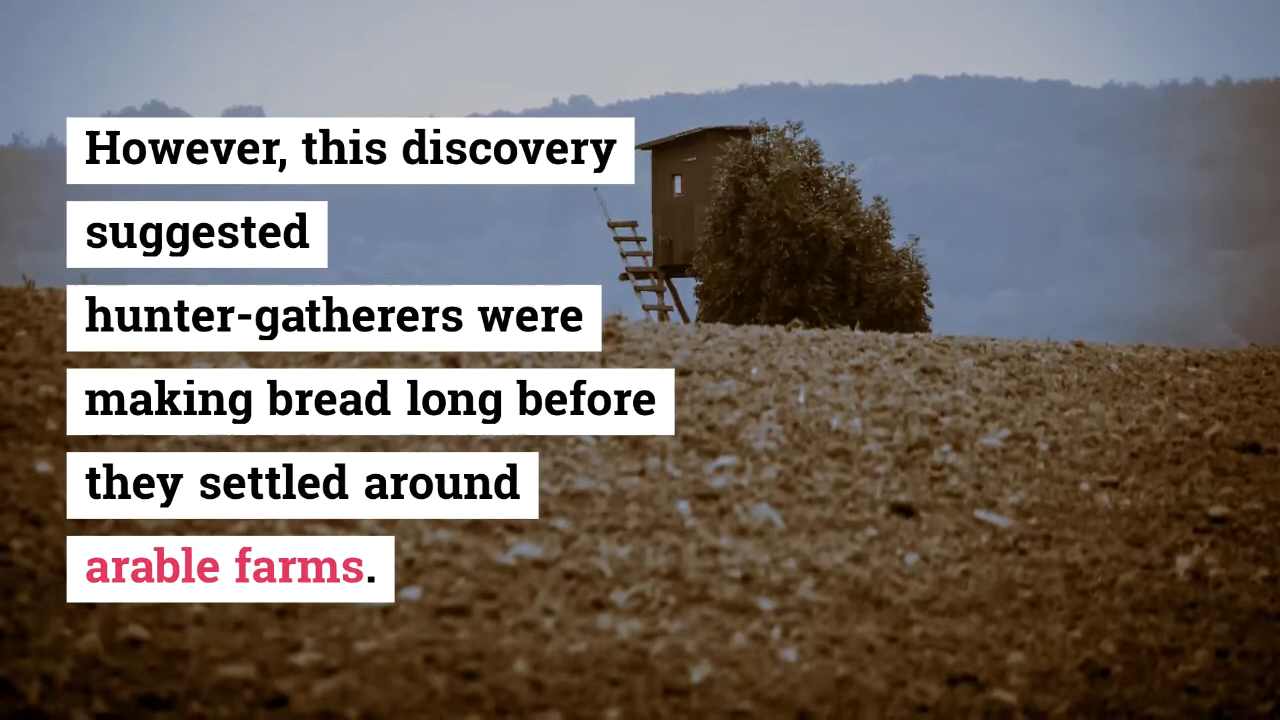 However, this discovery
suggested
hunter-gatherers were
making bread long before
they settled around
arable farms.